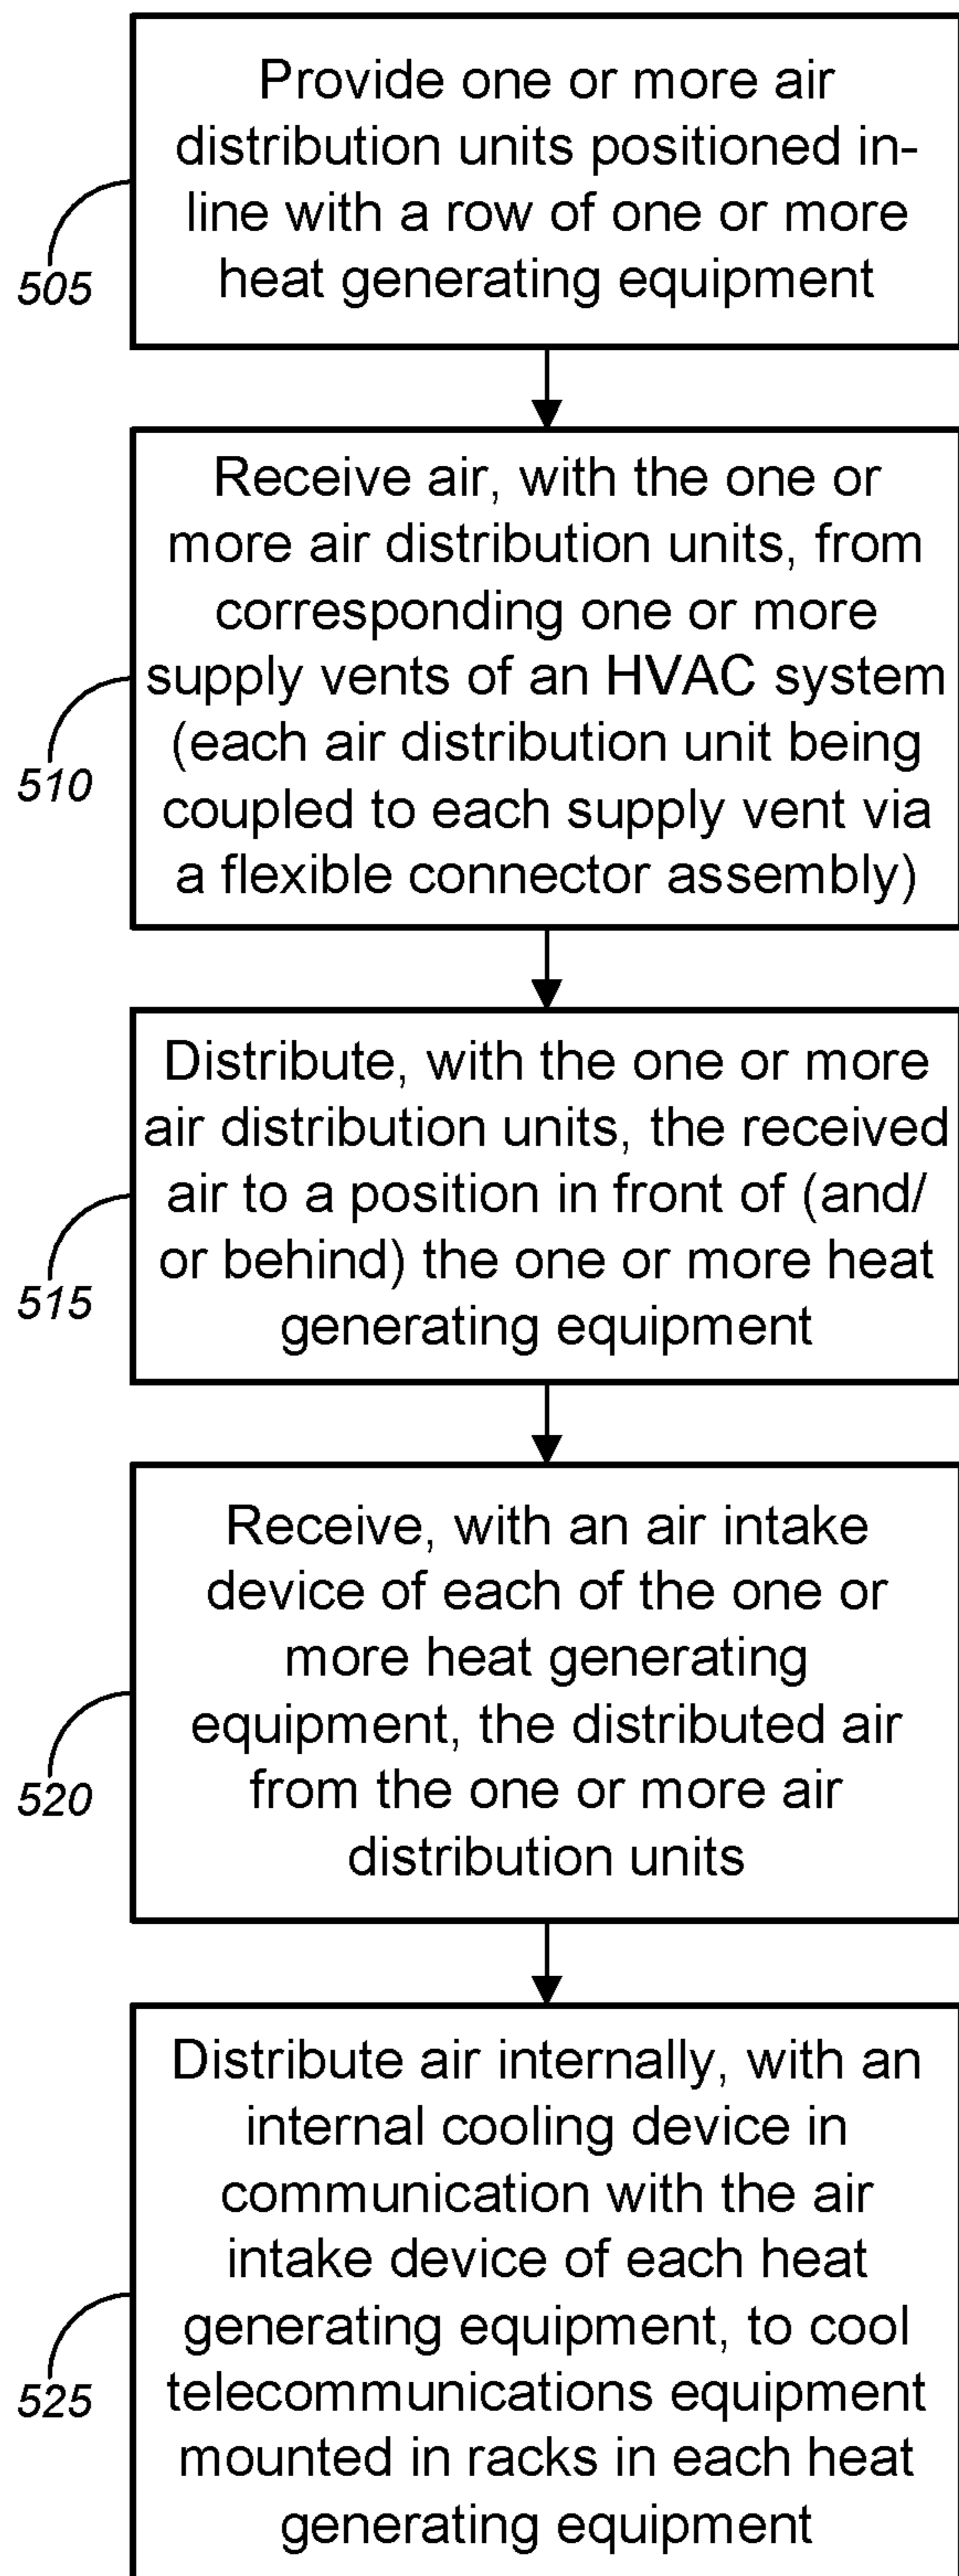 Provide one or more air
distribution units positioned in-
line with a row of one or more
heat generating equipment
505
Receive air, with the one or
more air distribution units, from
corresponding one or more
supply vents of an HVAC system
(each air distribution unit being
coupled to each supply vent via
a flexible connector assembly)
510
Distribute, with the one or more
air distribution units, the received
air to a position in front of (and/
or behind) the one or more heat
generating equipment
515
Receive, with an air intake
device of each of the one or
more heat generating
equipment, the distributed air
from the one or more air
distribution units
520
Distribute air internally, with an
internal cooling device in
communication with the air
intake device of each heat
generating equipment, to cool
telecommunications equipment
mounted in racks in each heat
generating equipment
525